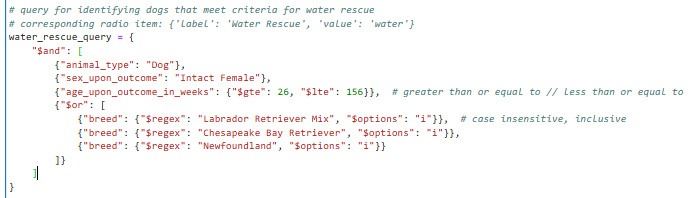 # query for identifying dogs that meet criteria for water rescue
# corresponding radio item: {'label': 'Water Rescue', 'value': 'water'}
water_rescue_query = {
    "$and": [
        {"animal_type": "Dog"},
        {"sex_upon_outcome": "Intact Female"},
        {"age_upon_outcome_in_weeks": {"$gte": 26, "$lte": 156}},  # greater than or equal to // less than or equal to
        {"$or": [
            {"breed": {"$regex": "Labrador Retriever Mix", "$options": "i"}},  # case insensitive, inclusive
            {"breed": {"$regex": "Chesapeake Bay Retriever", "$options": "i"}},
            {"breed": {"$regex": "Newfoundland", "$options": "i"}}
        ]}
    ]
}